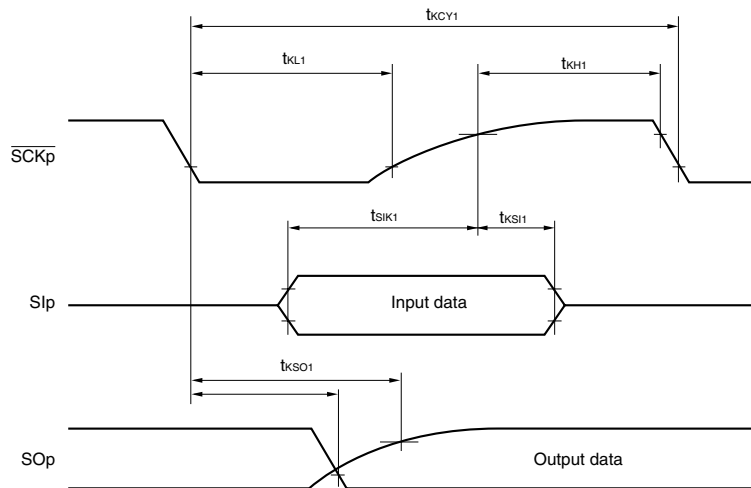 tKCY1
tKL1
tKH1
SCKp
tSIK1
tKSI1
SIp
Input data
tKSO1
SOp
Output data